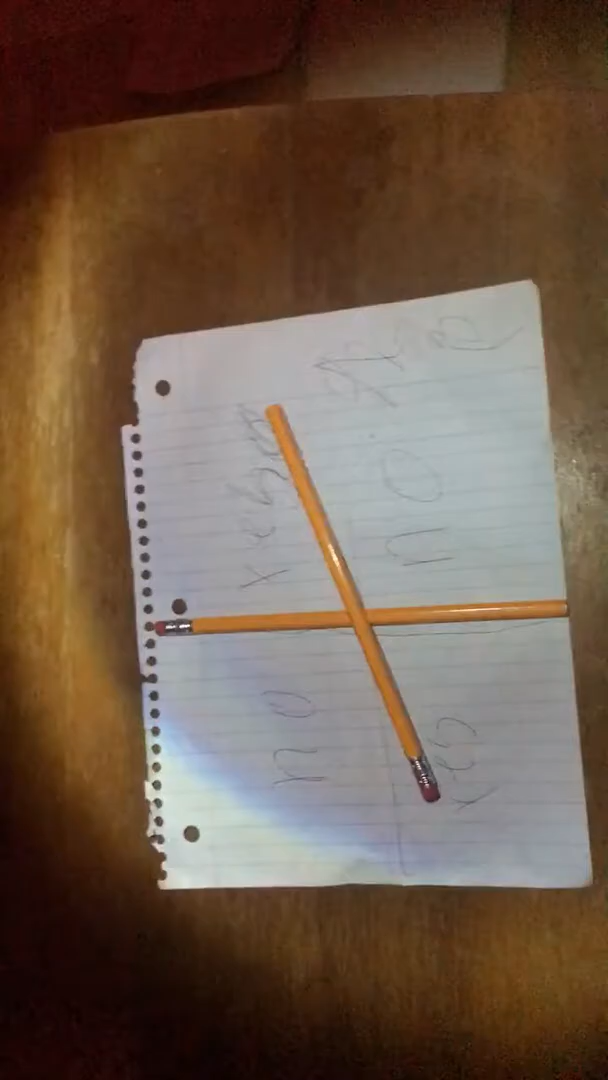 no yes
yes no